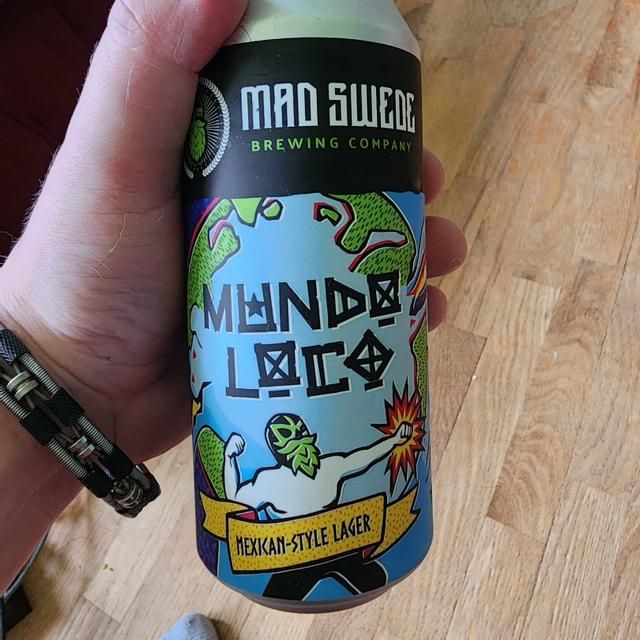 MAD SWEDE
BREWING COMPANY
MUNDO
LOCO
MEXICAN-STYLE LAGER